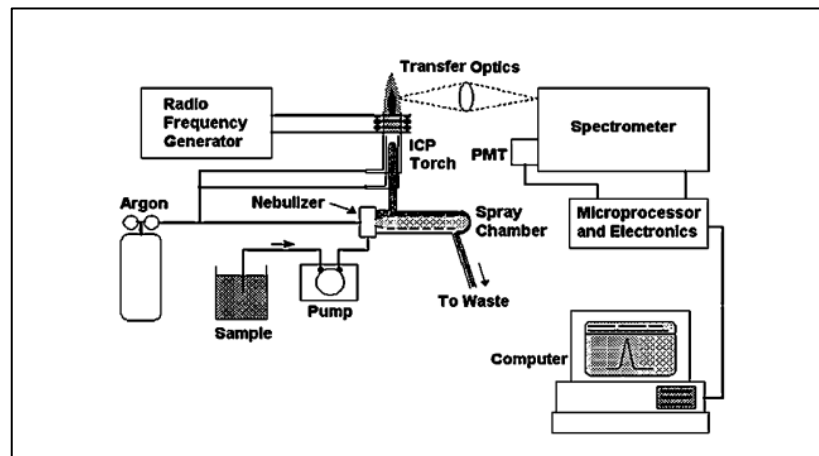 Transfer Optics
Radio
Frequency
Generator
ICP
Torch
Spectrometer
PMT
Argon
Nebulizer
Spray
Chamber
Microprocessor
and Electronics
Sample
Pump
To Waste
Computer